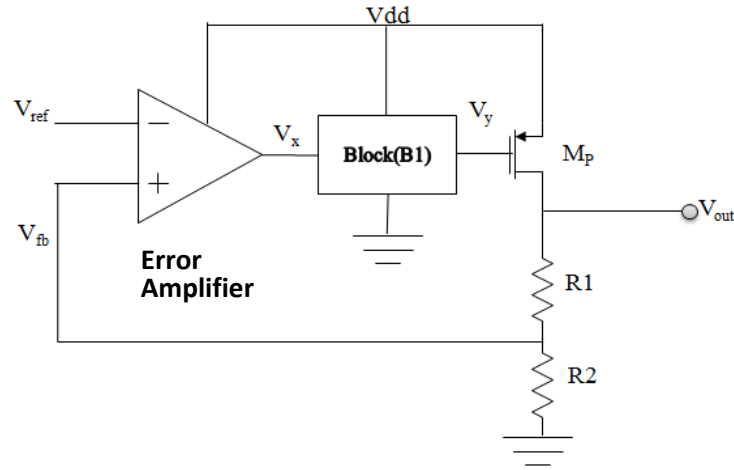 Vdd
Vref
−
Vx
Block(B1)
Vy
MP
+
Vfb
Vout
Error
Amplifier
R1
R2